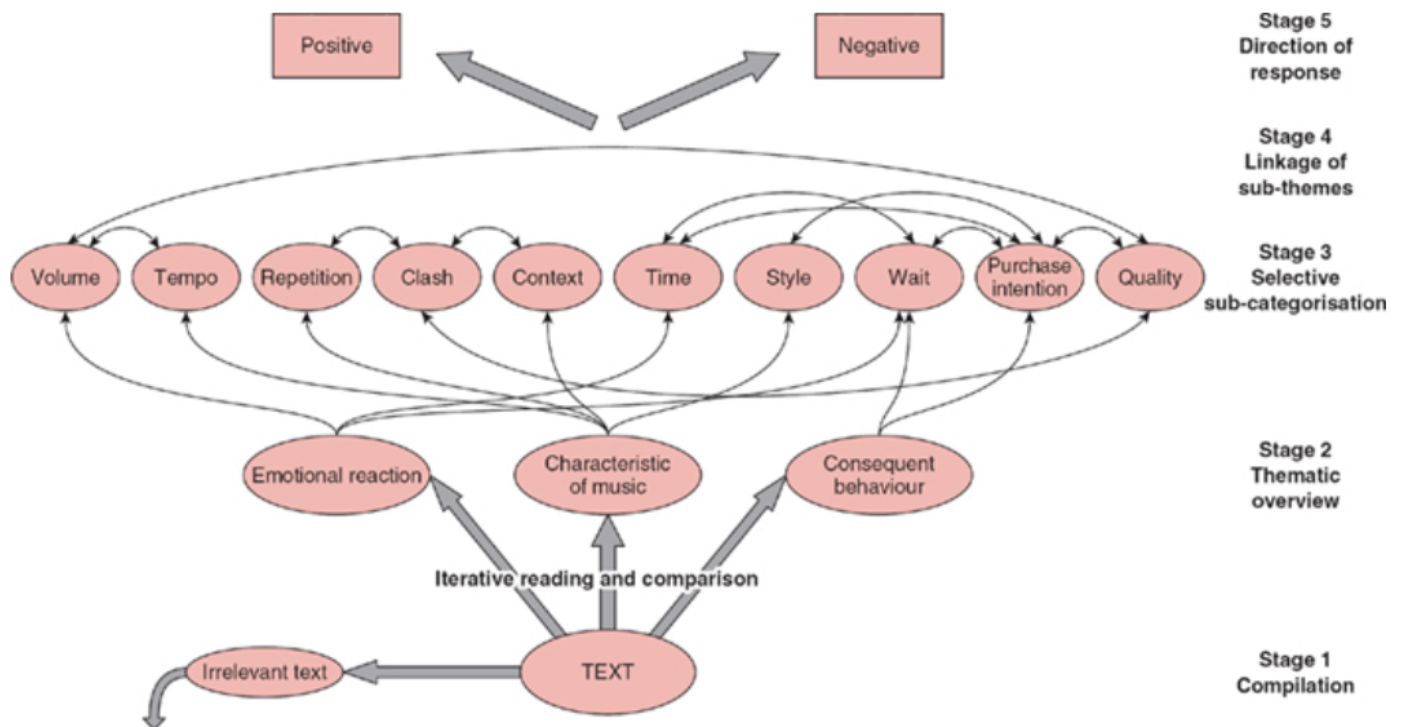 Positive
Negative
Stage 5
Direction of
response
Stage 4
Linkage of
sub-themes
Volume
Tempo
Repetition
Clash
Context
Time
Style
Wait
Purchase
intention
Quality
Stage 3
Selective
sub-categorisation
Emotional reaction
Characteristic
of music
Consequent
behaviour
Stage 2
Thematic
overview
Iterative reading and comparison
Irrelevant text
TEXT
Stage 1
Compilation